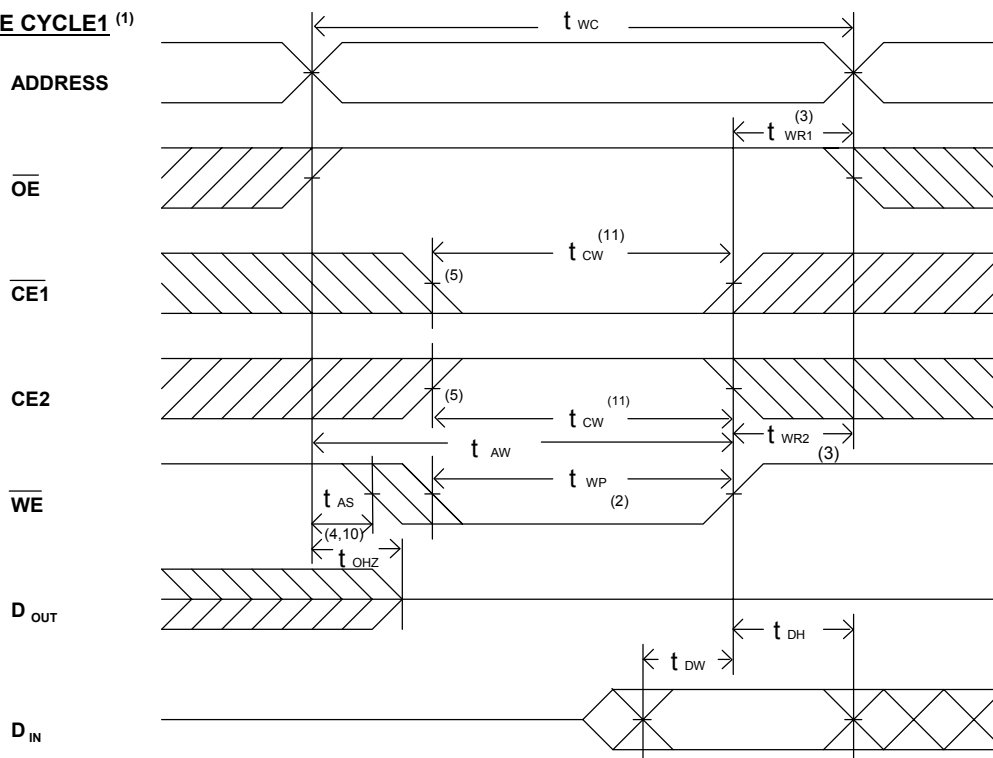 E CYCLE1 (1)
t WC
ADDRESS
t WR1 (3)
OE
t CW (11)
CE1
(5)
CE2
(5)
t CW (11)
t AW
t WR2
(3)
WE
t WP
(2)
t AS
(4,10)
t OHZ
D OUT
t DH
t DW
D IN